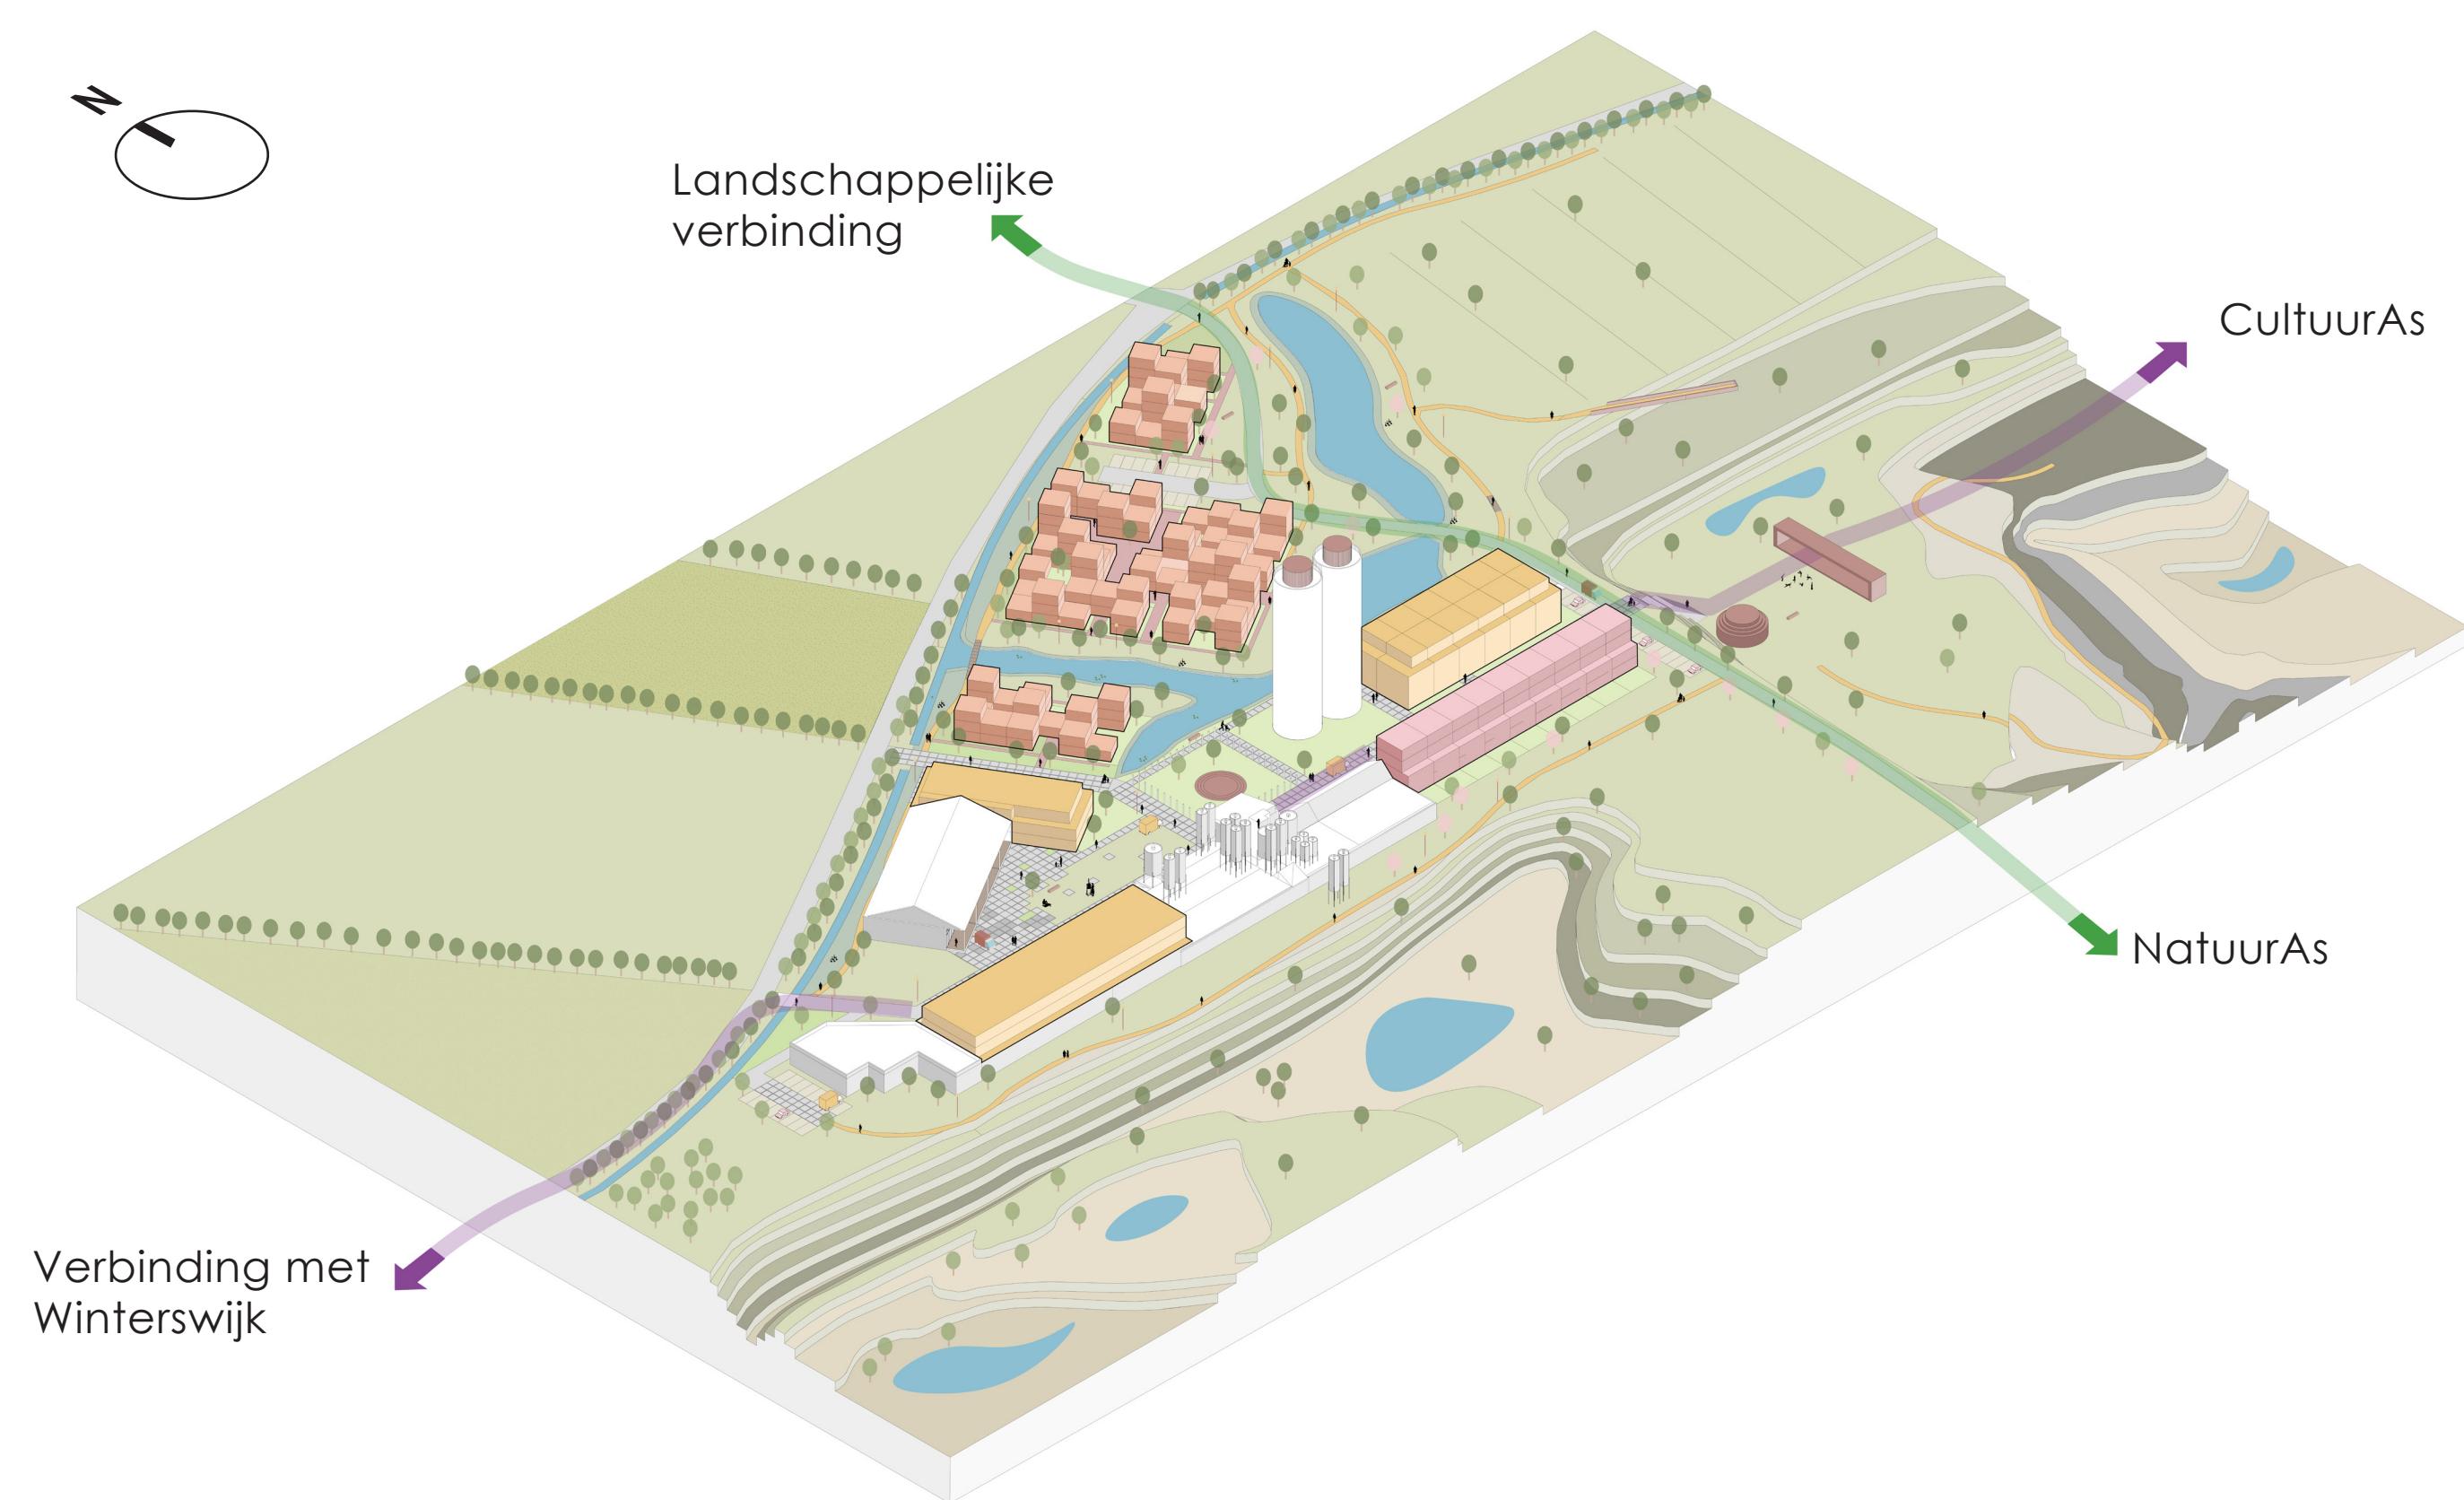 N
Landschappelijke
verbinding
CultuurAs
NatuurAs
Verbinding met
Winterswijk